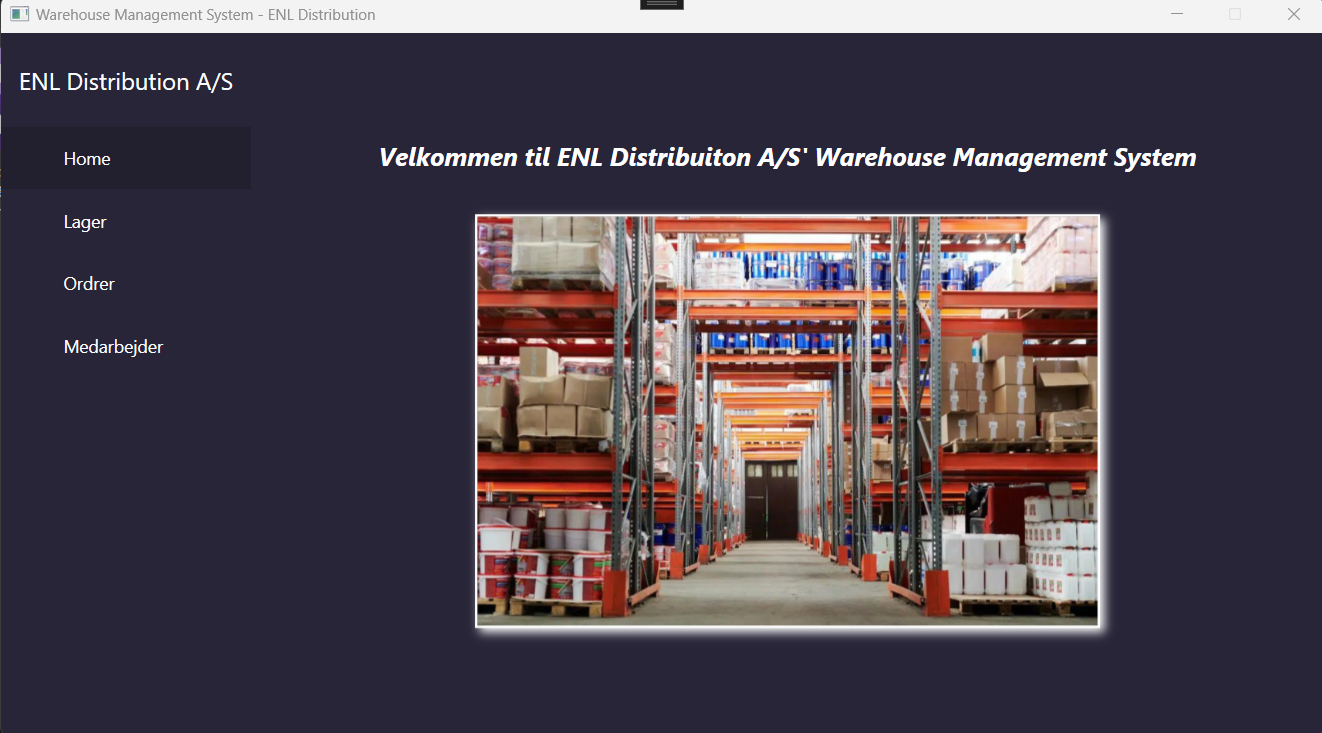 Warehouse Management System - ENL Distribution
ENL Distribution A/S
Home
Velkommen til ENL Distribuiton A/S' Warehouse Management System
Lager
Ordrer
Medarbejder